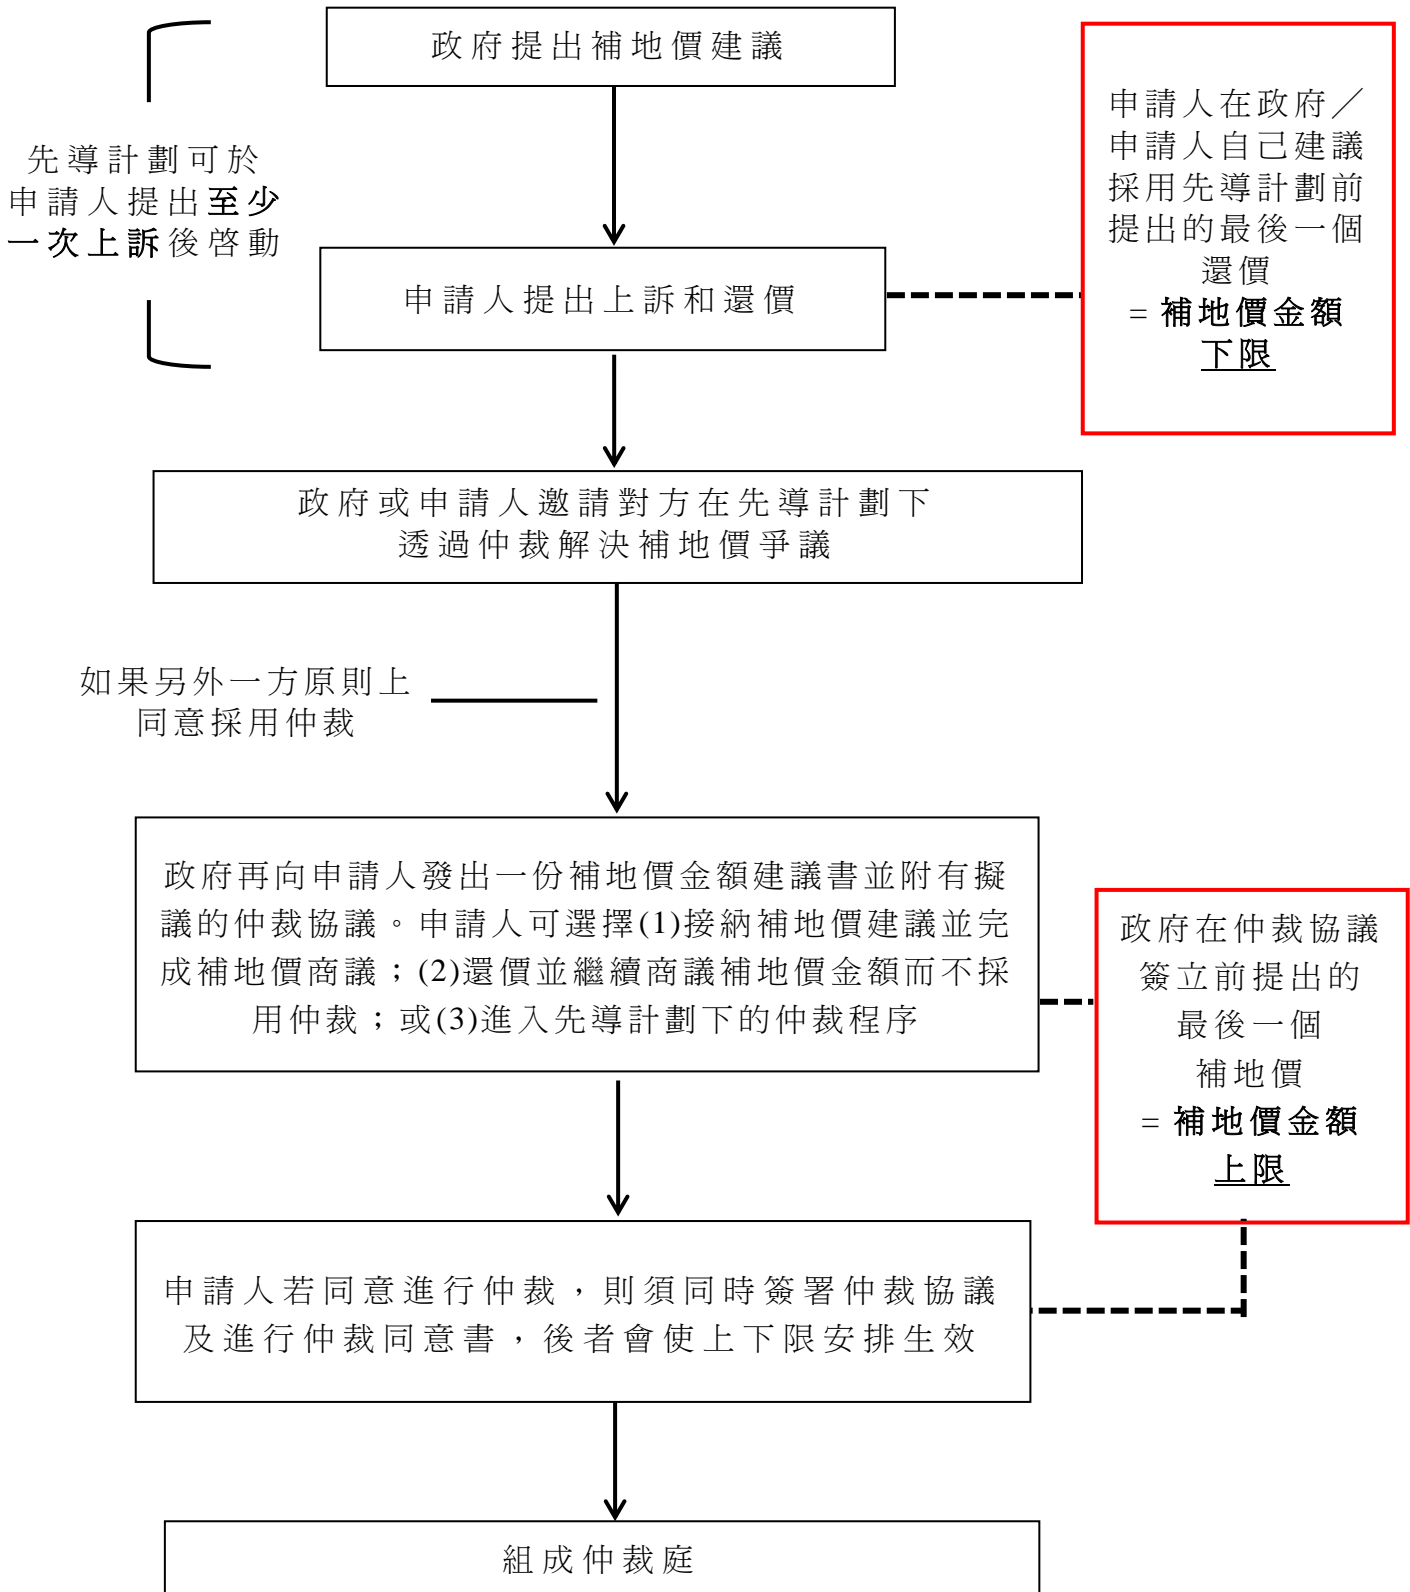 政府提出補地價建議
先導計劃可於
申請人提出至少
一次上訴後啓動
申請人提出上訴和還價
申請人在政府／
申請人自己建議
採用先導計劃前
提出的最後一個
還價
= 補地價金額
下限
政府或申請人邀請對方在先導計劃下
透過仲裁解決補地價爭議
如果另外一方原則上
同意採用仲裁
政府再向申請人發出一份補地價金額建議書並附有擬
議的仲裁協議。申請人可選擇(1)接納補地價建議並完
成補地價商議；(2)還價並繼續商議補地價金額而不採
用仲裁；或(3)進入先導計劃下的仲裁程序
政府在仲裁協議
簽立前提出的
最後一個
補地價
= 補地價金額
上限
申請人若同意進行仲裁，則須同時簽署仲裁協議
及進行仲裁同意書，後者會使上下限安排生效
組成仲裁庭